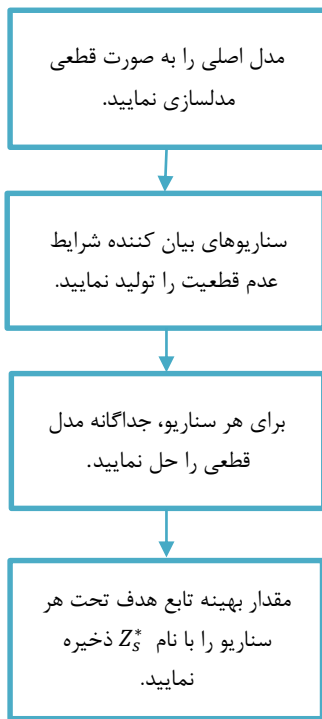 مدل اصلی را به صورت قطعی
مدلسازی نمایید.
سناریوهای بیان کننده شرایط
عدم قطعیت را تولید نمایید.
برای هر سناریو، جداگانه مدل
قطعی را حل نمایید.
مقدار بهینه تابع هدف تحت هر
سناریو را با نام Z_s^* ذخیره
نمایید.